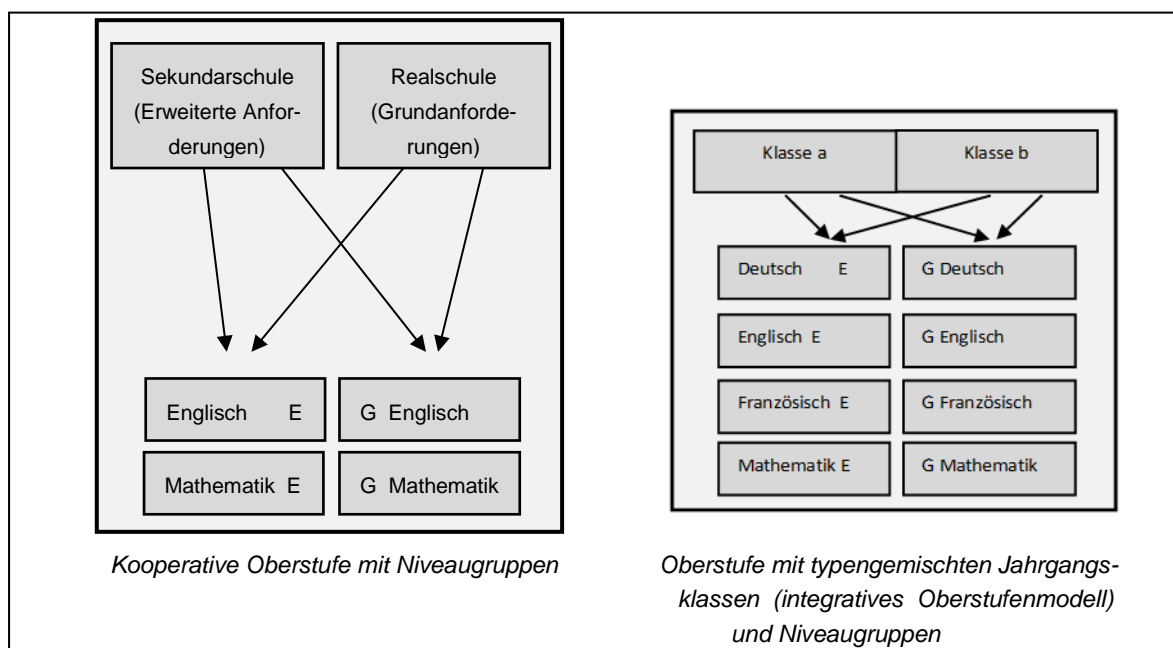 Sekundarschule
(Erweiterte Anfor-
derungen)
Realschule
(Grundanforde-
rungen)
Englisch E
G Englisch
Mathematik E
G Mathematik
Kooperative Oberstufe mit Niveaugruppen
Klasse a
Klasse b
Deutsch E
G Deutsch
Englisch E
G Englisch
Französisch E
G Französisch
Mathematik E
G Mathematik
Oberstufe mit typengemischten Jahrgangs-
klassen (integratives Oberstufenmodell)
und Niveaugruppen